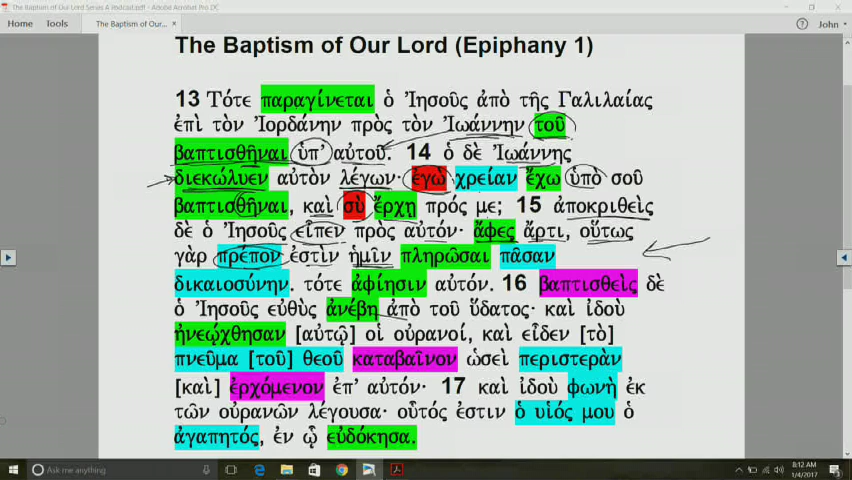 The Baptism of Our Lord Series A Vodcast.pdf - Adobe Acrobat Pro DC
Home Tools The Baptism of Our... × John
The Baptism of Our Lord (Epiphany 1)
13 Τότε παραγίνεται ὁ Ἰησοῦς ἀπὸ τῆς Γαλιλαίας
ἐπὶ τὸν Ἰορδάνην πρὸς τὸν Ἰωάννην τοῦ
βαπτισθῆναι ὑπ’ αὐτοῦ. 14 ὁ δὲ Ἰωάννης
διεκώλυεν αὐτὸν λέγων· ἐγὼ χρείαν ἔχω ὑπὸ σοῦ
βαπτισθῆναι, καὶ σὺ ἔρχῃ πρός με; 15 ἀποκριθεὶς
δὲ ὁ Ἰησοῦς εἶπεν πρὸς αὐτόν· ἄφες ἄρτι, οὕτως
γὰρ πρέπον ἐστὶν ἡμῖν πληρῶσαι πᾶσαν
δικαιοσύνην. τότε ἀφίησιν αὐτόν. 16 βαπτισθεὶς δὲ
ὁ Ἰησοῦς εὐθὺς ἀνέβη ἀπὸ τοῦ ὕδατος· καὶ ἰδοὺ
ἠνεῴχθησαν [αὐτῷ] οἱ οὐρανοί, καὶ εἶδεν [τὸ]
πνεῦμα [τοῦ] θεοῦ καταβαῖνον ὡσεὶ περιστερὰν
[καὶ] ἐρχόμενον ἐπ’ αὐτόν· 17 καὶ ἰδοὺ φωνὴ ἐκ
τῶν οὐρανῶν λέγουσα· οὗτός ἐστιν ὁ υἱός μου ὁ
ἀγαπητός, ἐν ᾧ εὐδόκησα.
Ask me anything 8:12 AM
1/4/2017